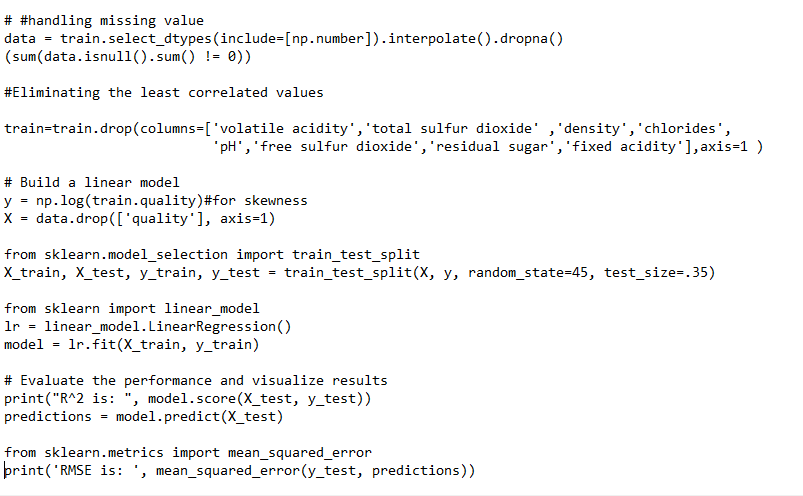 # #handling missing value
data = train.select_dtypes(include=[np.number]).interpolate().dropna()
(sum(data.isnull().sum() != 0))
#Eliminating the least correlated values
train=train.drop(columns=['volatile acidity','total sulfur dioxide' ,'density','chlorides',
'pH','free sulfur dioxide','residual sugar','fixed acidity'],axis=1 )
# Build a linear model
y = np.log(train.quality)#for skewness
X = data.drop(['quality'], axis=1)
from sklearn.model_selection import train_test_split
X_train, X_test, y_train, y_test = train_test_split(X, y, random_state=45, test_size=.35)
from sklearn import linear_model
lr = linear_model.LinearRegression()
model = lr.fit(X_train, y_train)
# Evaluate the performance and visualize results
print("R^2 is: ", model.score(X_test, y_test))
predictions = model.predict(X_test)
from sklearn.metrics import mean_squared_error
print('RMSE is: ', mean_squared_error(y_test, predictions))